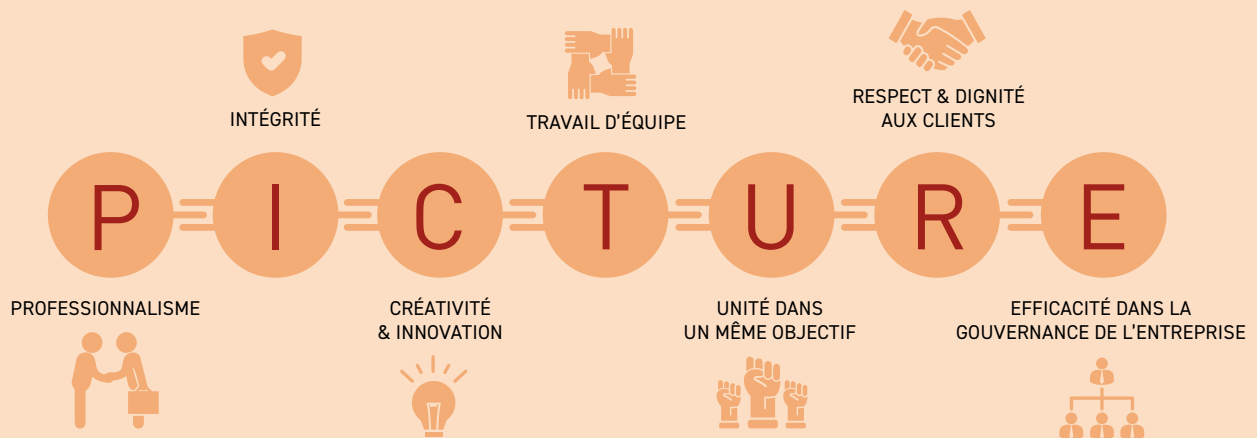 INTÉGRITÉ
TRAVAIL D'ÉQUIPE
RESPECT & DIGNITÉ
AUX CLIENTS
P I C T U R E
PROFESSIONNALISME
CRÉATIVITÉ
& INNOVATION
UNITÉ DANS
UN MÊME OBJECTIF
EFFICACITÉ DANS LA
GOUVERNANCE DE L'ENTREPRISE